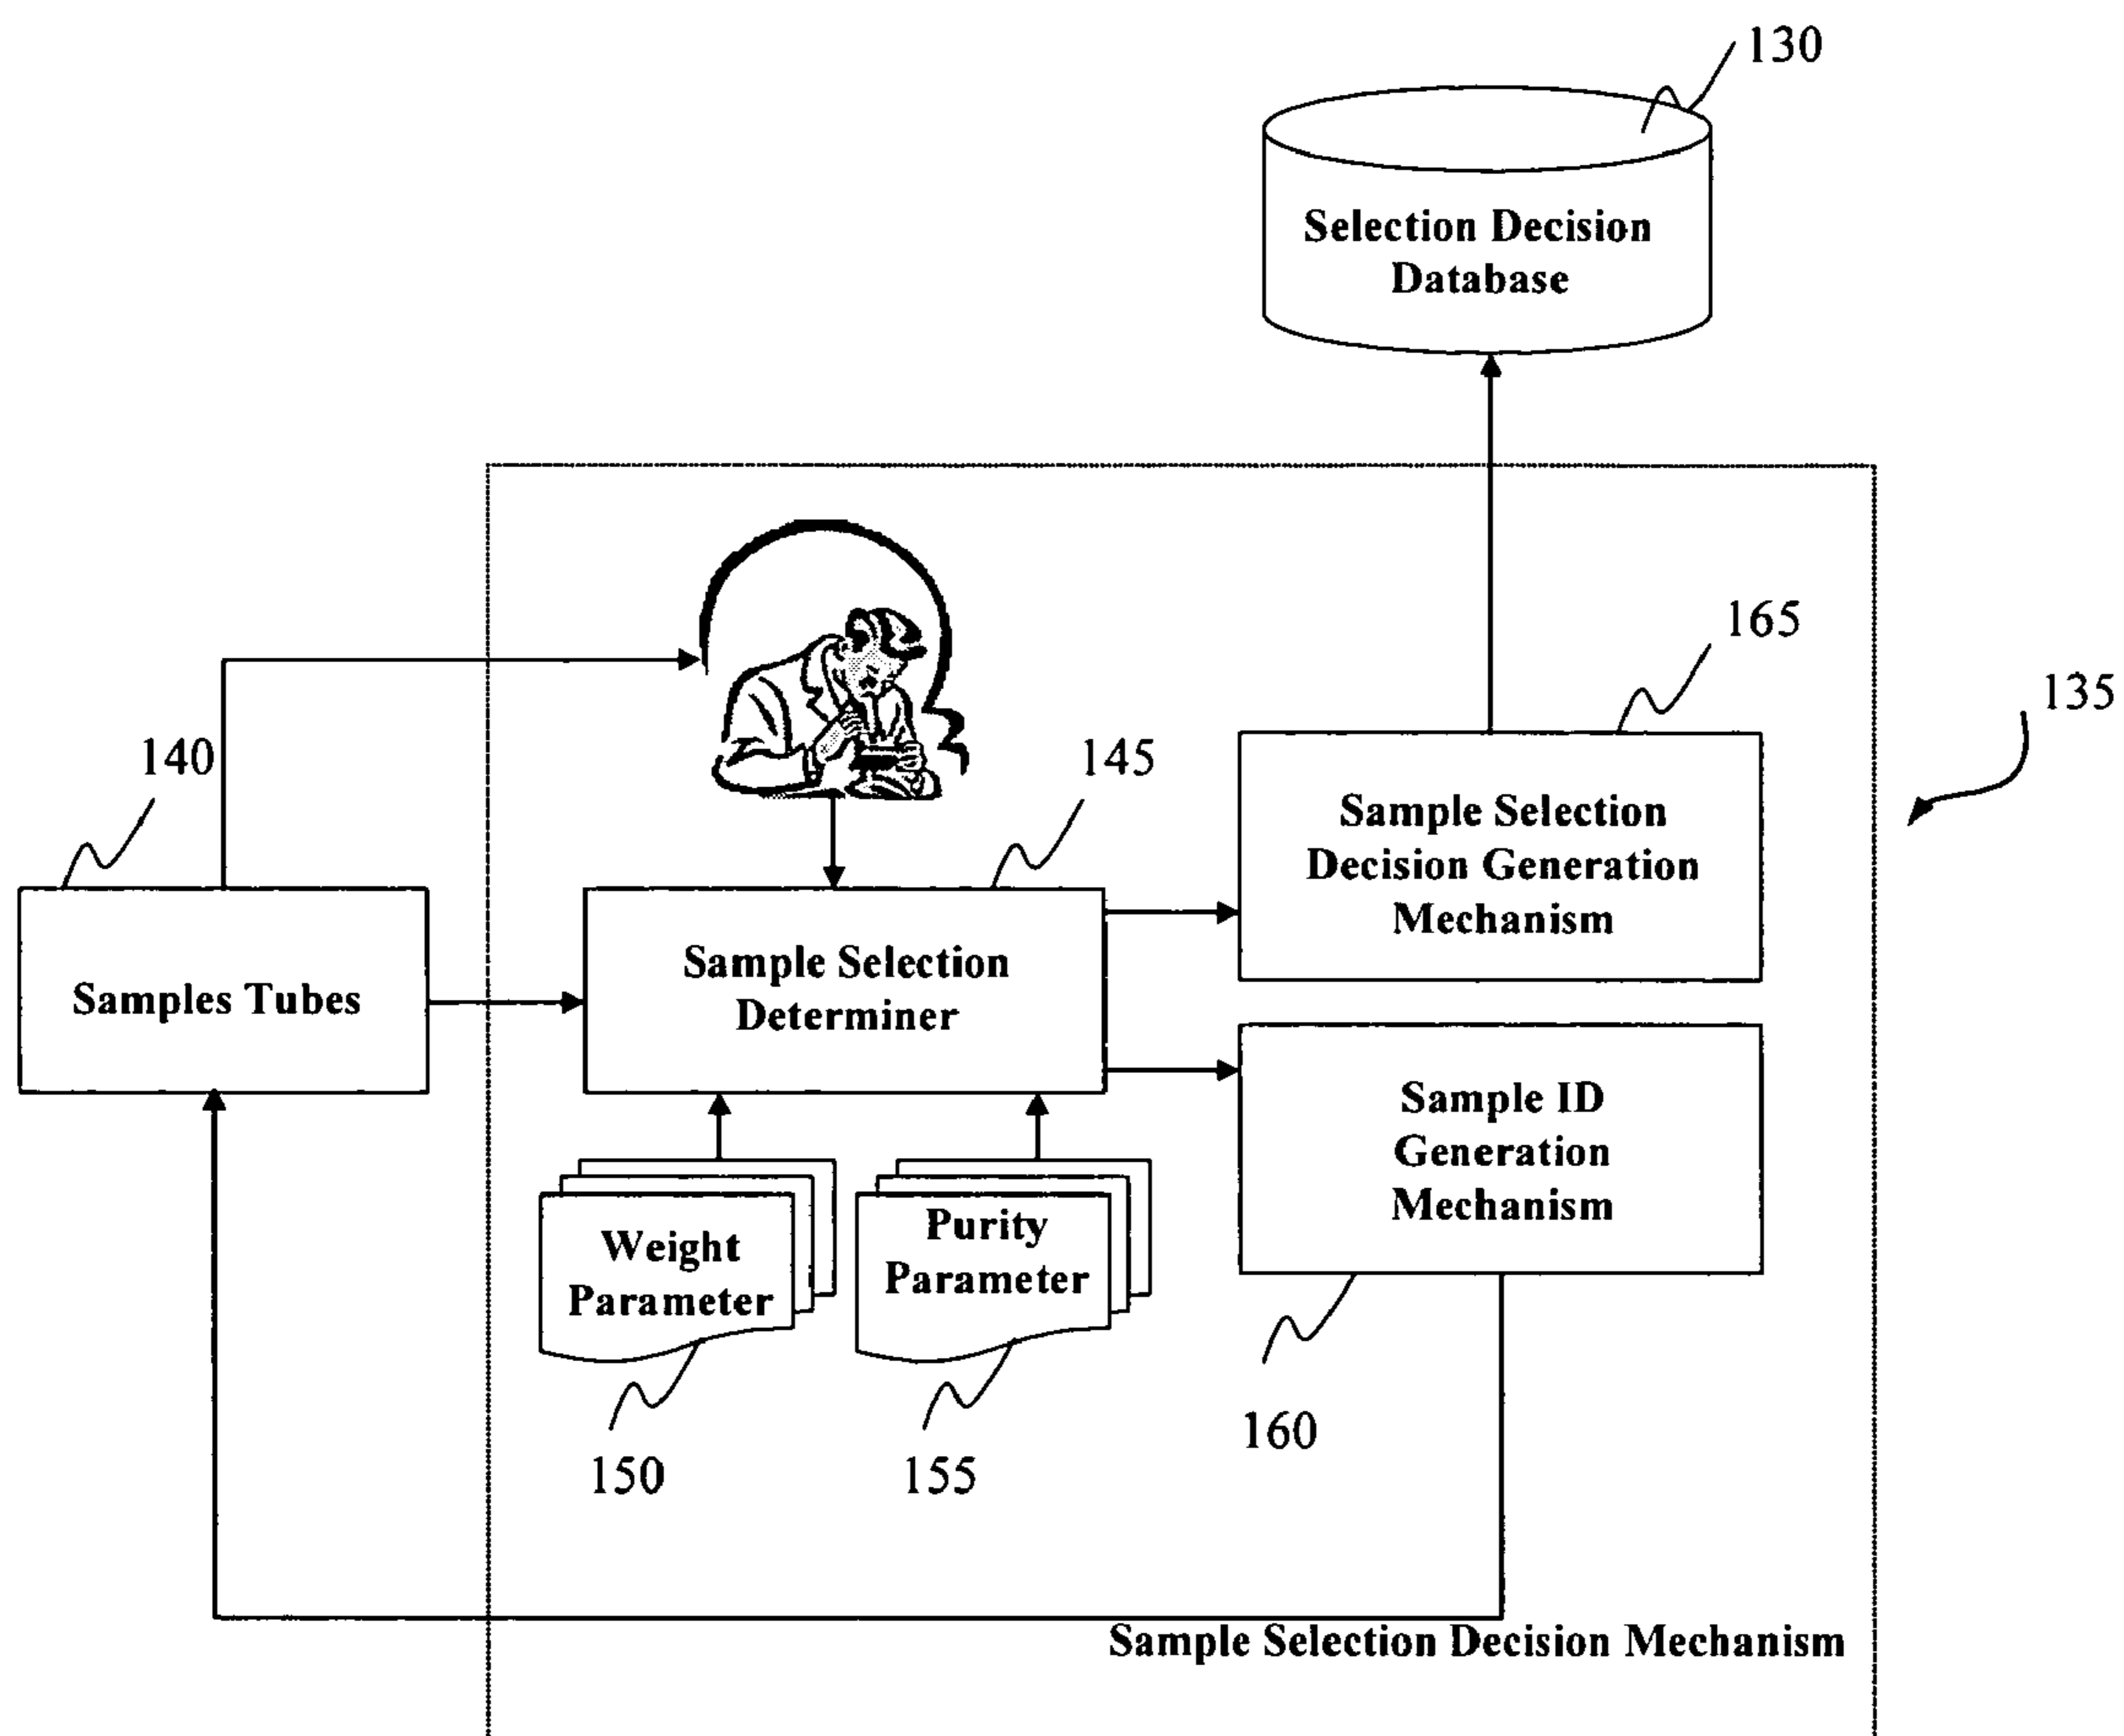 130
Selection Decision
Database
165
135
140
145
Sample Selection
Decision Generation
Mechanism
Samples Tubes
Sample Selection
Determiner
Sample ID
Generation
Mechanism
Weight
Parameter
Purity
Parameter
150
155
160
Sample Selection Decision Mechanism